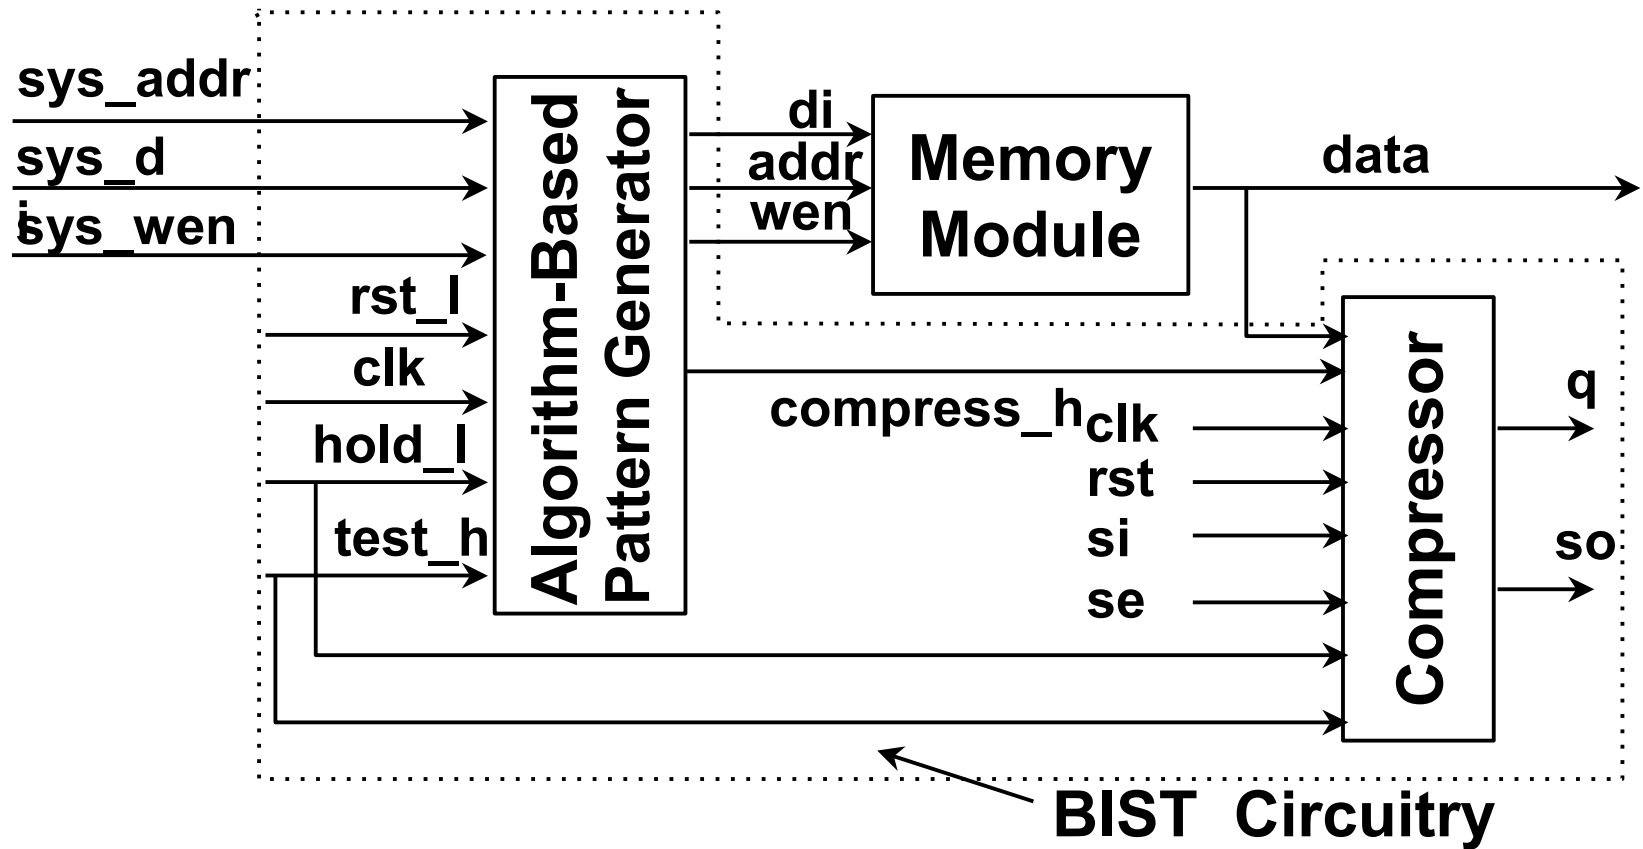 sys_addr
sys_d
i
sys_wen
rst_l
clk
hold_l
test_h
Algorithm-Based
Pattern Generator
di
addr
wen
Memory
Module
data
compress_h
clk
rst
si
se
Compressor
q
so
BIST Circuitry